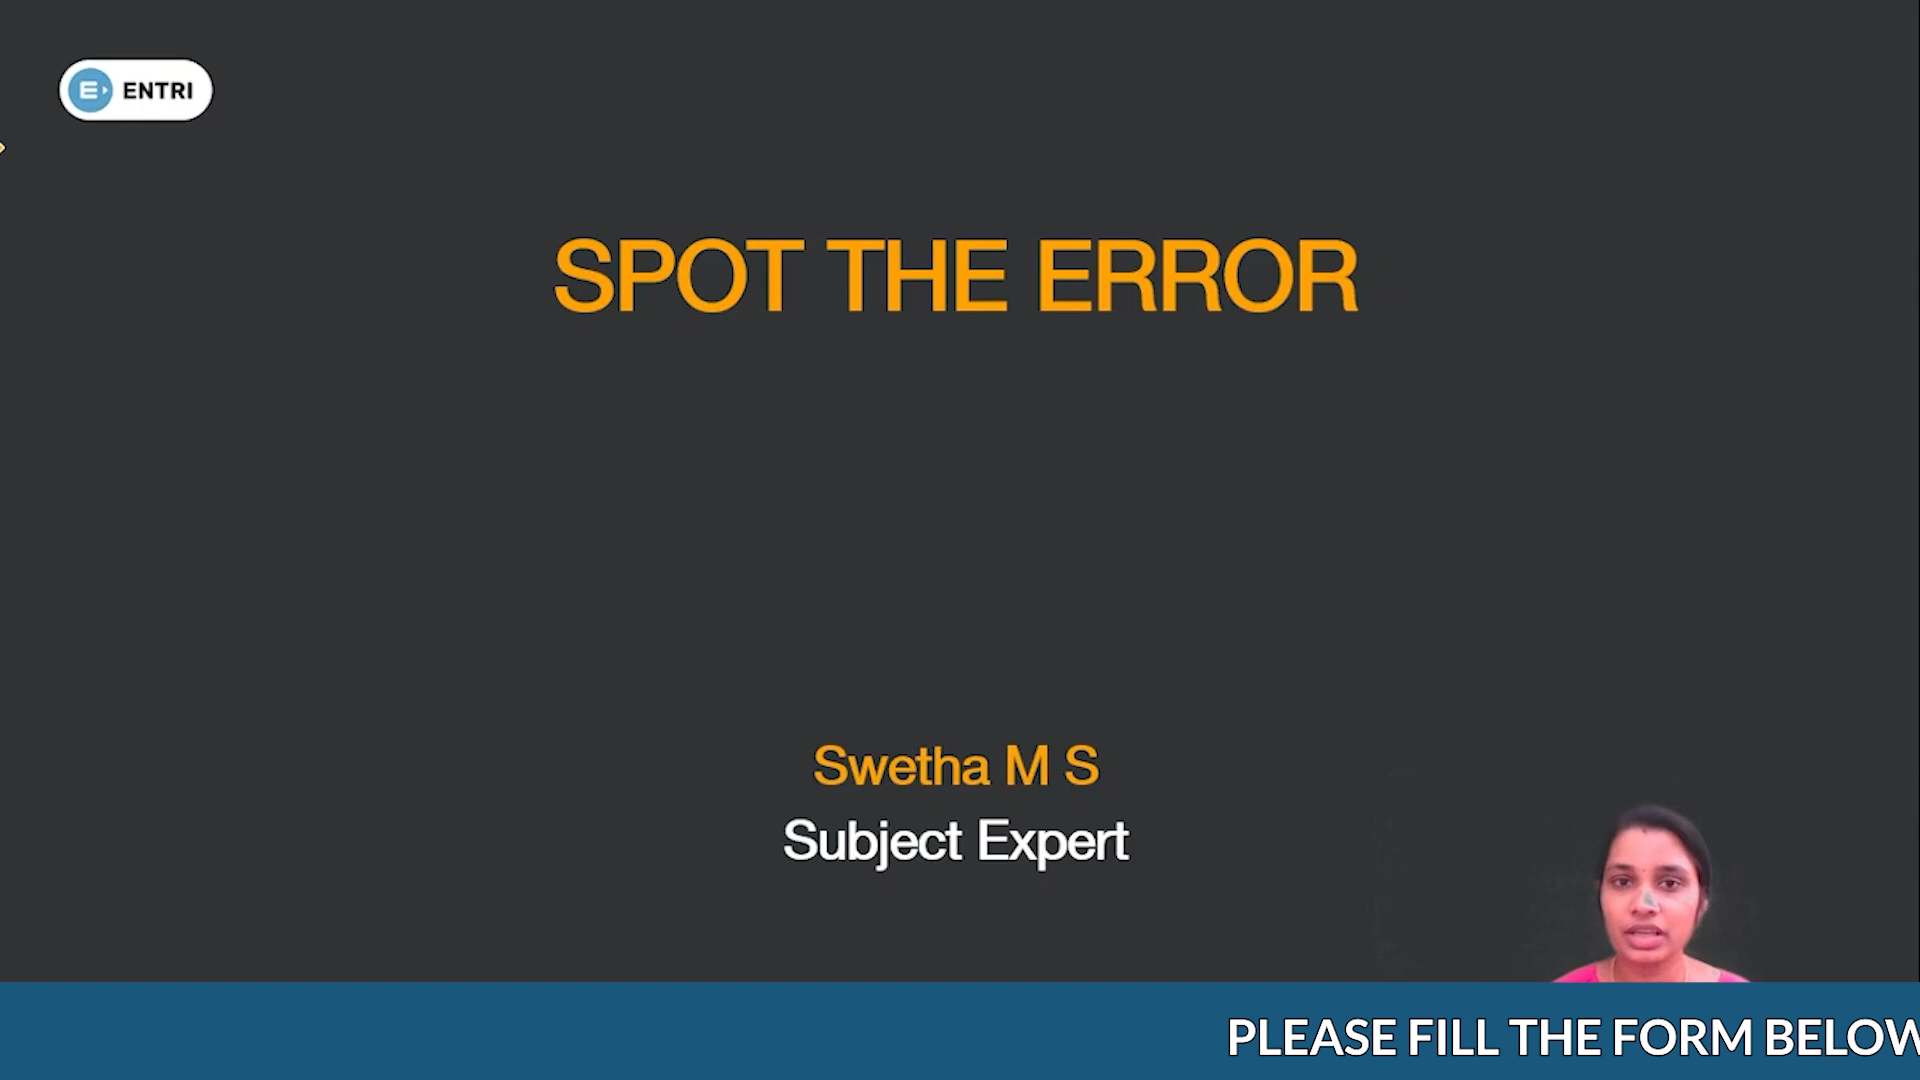 ENTRI
SPOT THE ERROR
Swetha M S
Subject Expert
PLEASE FILL THE FORM BELOW